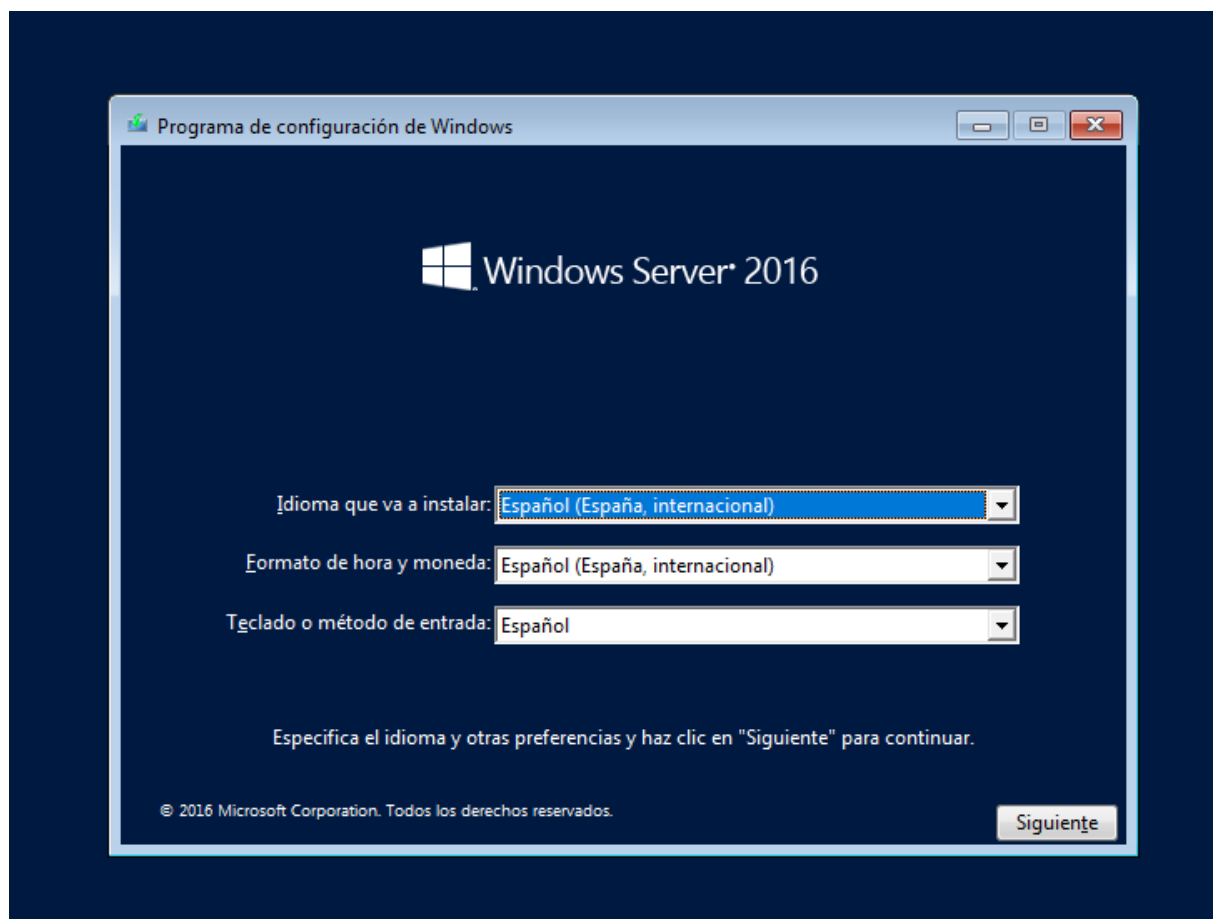 Programa de configuración de Windows
Windows Server® 2016
Idioma que va a instalar: Español (España, internacional)
Formato de hora y moneda: Español (España, internacional)
Teclado o método de entrada: Español
Especifica el idioma y otras preferencias y haz clic en "Siguiente" para continuar.
© 2016 Microsoft Corporation. Todos los derechos reservados.
Siguiente